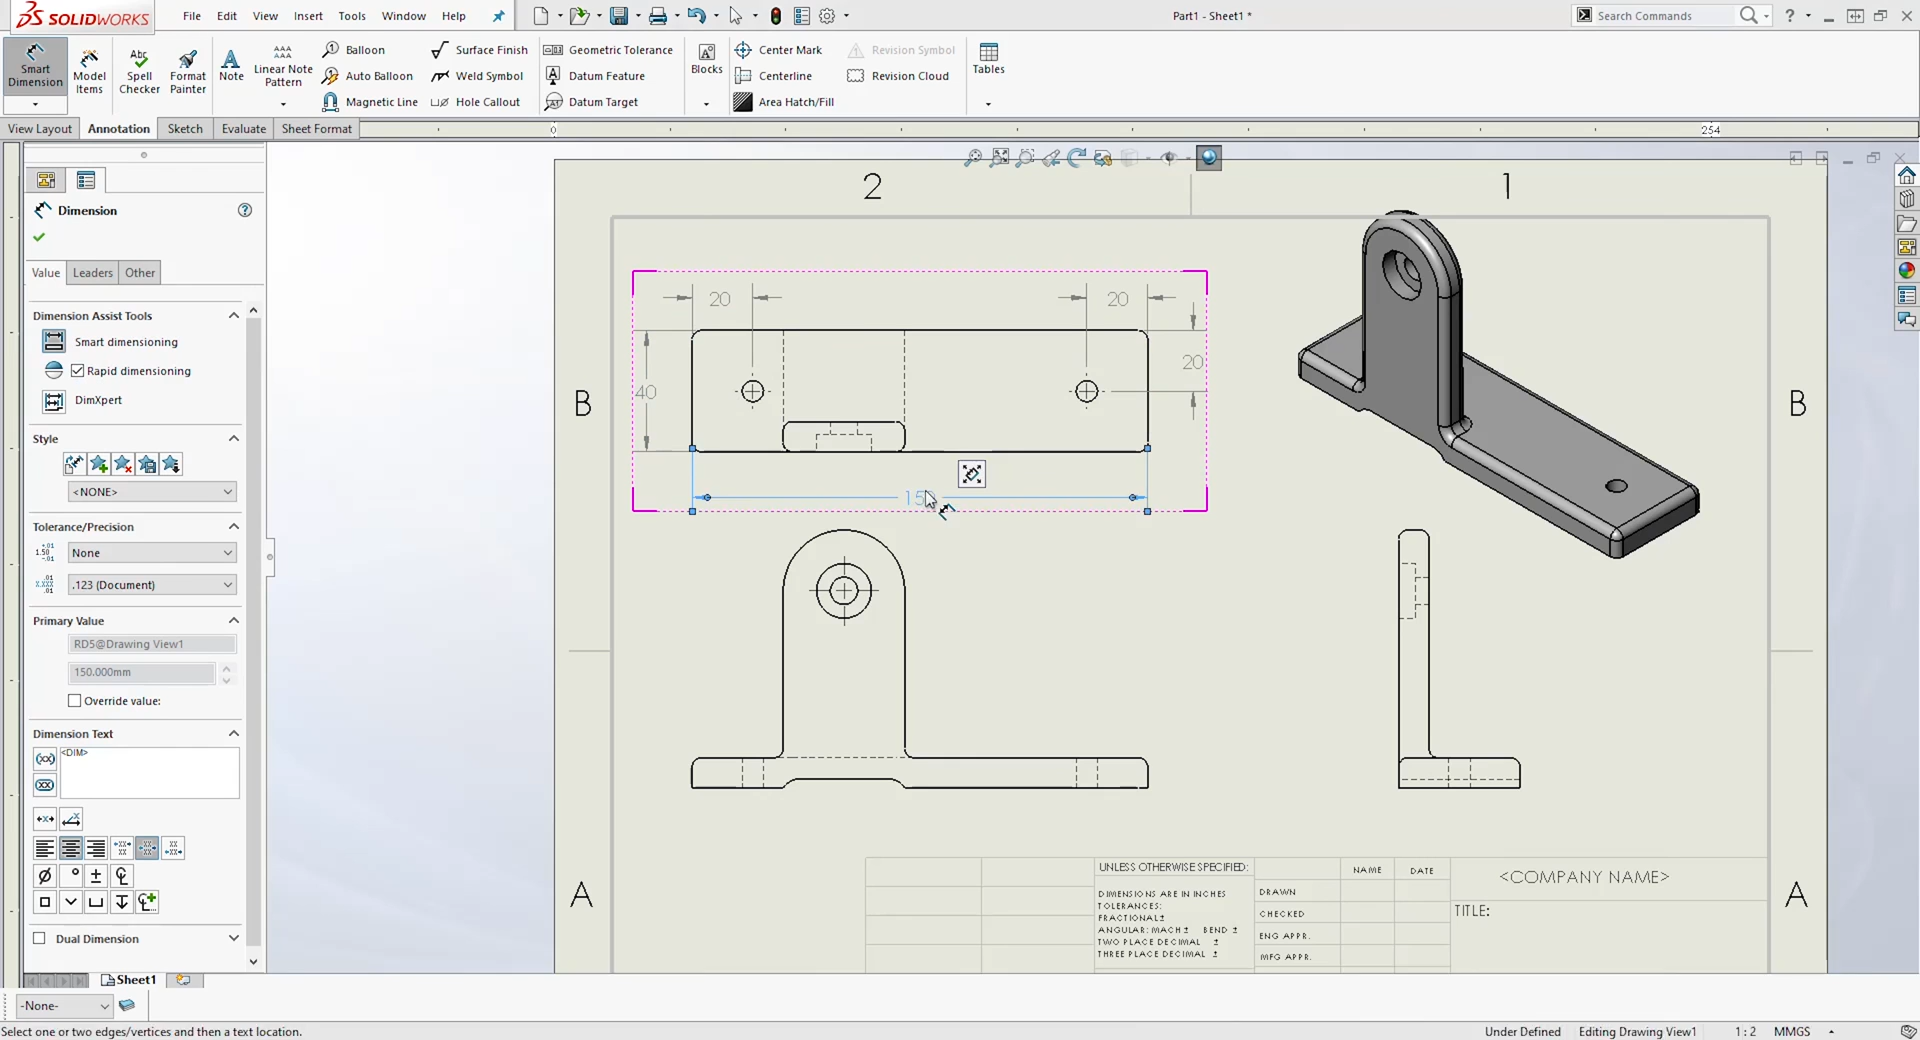 SOLIDWORKS File Edit View Insert Tools Window Help Part1 - Sheet1 * Search Commands
Smart Dimension
Model Items
Spell Checker
Format Painter
Note
Linear Note Pattern
Balloon
Auto Balloon
Magnetic Line
Surface Finish
Weld Symbol
Hole Callout
Geometric Tolerance
Datum Feature
Datum Target
Blocks
Center Mark
Centerline
Area Hatch/Fill
Revision Symbol
Revision Cloud
Tables
View Layout Annotation Sketch Evaluate Sheet Format
0 254
Dimension
Value Leaders Other
Dimension Assist Tools
Smart dimensioning
Rapid dimensioning
DimXpert
Style
<NONE>
Tolerance/Precision
None
.123 (Document)
Primary Value
RD5@Drawing View1
150.000mm
Override value:
Dimension Text
<DIM>
Dual Dimension
2 1
20 20
20
40
B B
15
A A
UNLESS OTHERWISE SPECIFIED:
DIMENSIONS ARE IN INCHES
TOLERANCES:
FRACTIONAL±
ANGULAR: MACH± BEND ±
TWO PLACE DECIMAL ±
THREE PLACE DECIMAL ±
NAME DATE
DRAWN
CHECKED
ENG APPR.
MFG APPR.
<COMPANY NAME>
TITLE:
Sheet1
-None-
Select one or two edges/vertices and then a text location. Under Defined Editing Drawing View1 1 : 2 MMGS